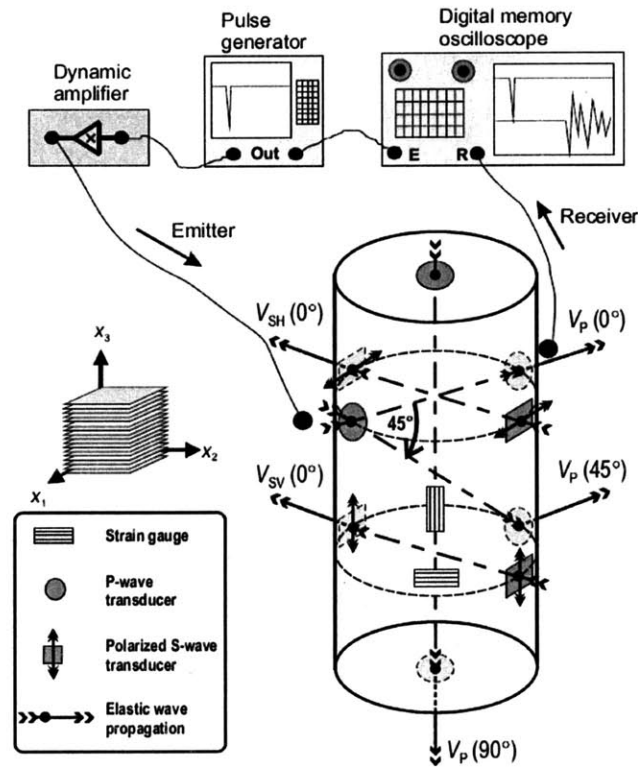 Pulse
generator
Digital memory
oscilloscope
Dynamic
amplifier
Out
E
R
Emitter
Receiver
V_SH (0°)
V_P (0°)
x_3
45°
x_2
x_1
V_SV (0°)
V_P (45°)
Strain gauge
P-wave
transducer
Polarized S-wave
transducer
Elastic wave
propagation
V_P (90°)